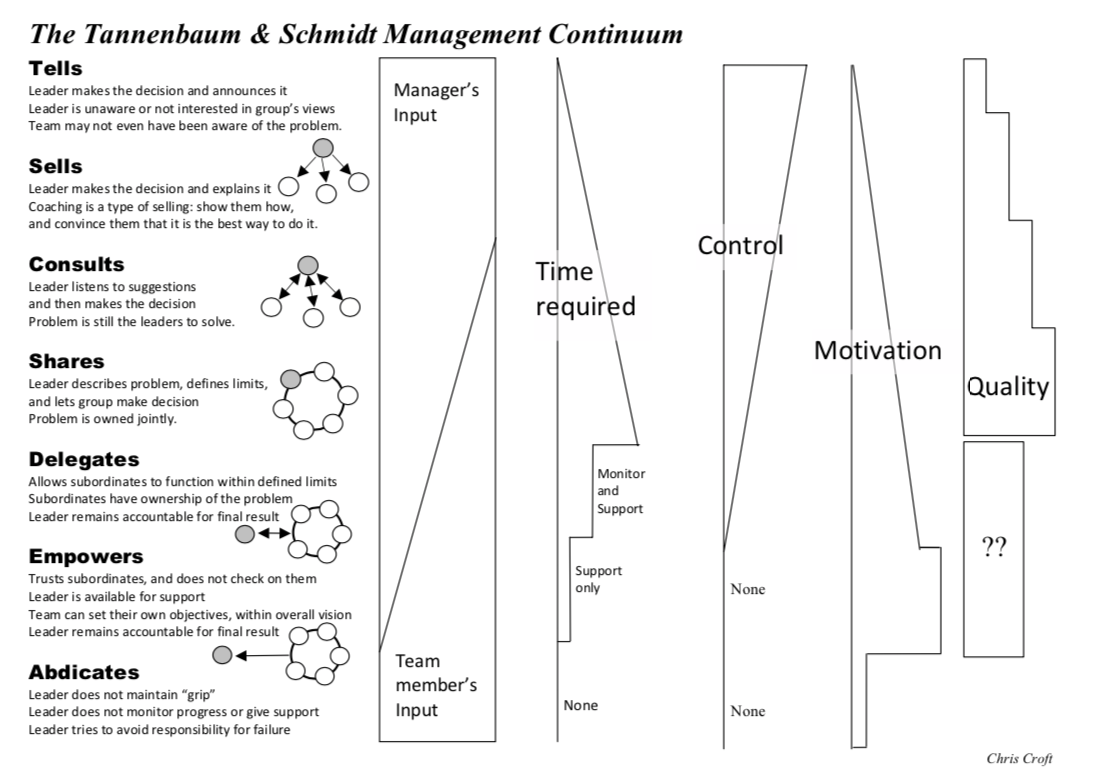 The Tannenbaum & Schmidt Management Continuum
Tells
Leader makes the decision and announces it
Leader is unaware or not interested in group's views
Team may not even have been aware of the problem.
Sells
Leader makes the decision and explains it
Coaching is a type of selling: show them how,
and convince them that it is the best way to do it.
Consults
Leader listens to suggestions
and then makes the decision
Problem is still the leaders to solve.
Shares
Leader describes problem, defines limits,
and lets group make decision
Problem is owned jointly.
Delegates
Allows subordinates to function within defined limits
Subordinates have ownership of the problem
Leader remains accountable for final result
Empowers
Trusts subordinates, and does not check on them
Leader is available for support
Team can set their own objectives, within overall vision
Leader remains accountable for final result
Abdicates
Leader does not maintain “grip”
Leader does not monitor progress or give support
Leader tries to avoid responsibility for failure
Manager's
Input
Team
member's
Input
Time
required
Monitor
and
Support
Support
only
None
Control
None
None
Motivation
Quality
??
Chris Croft